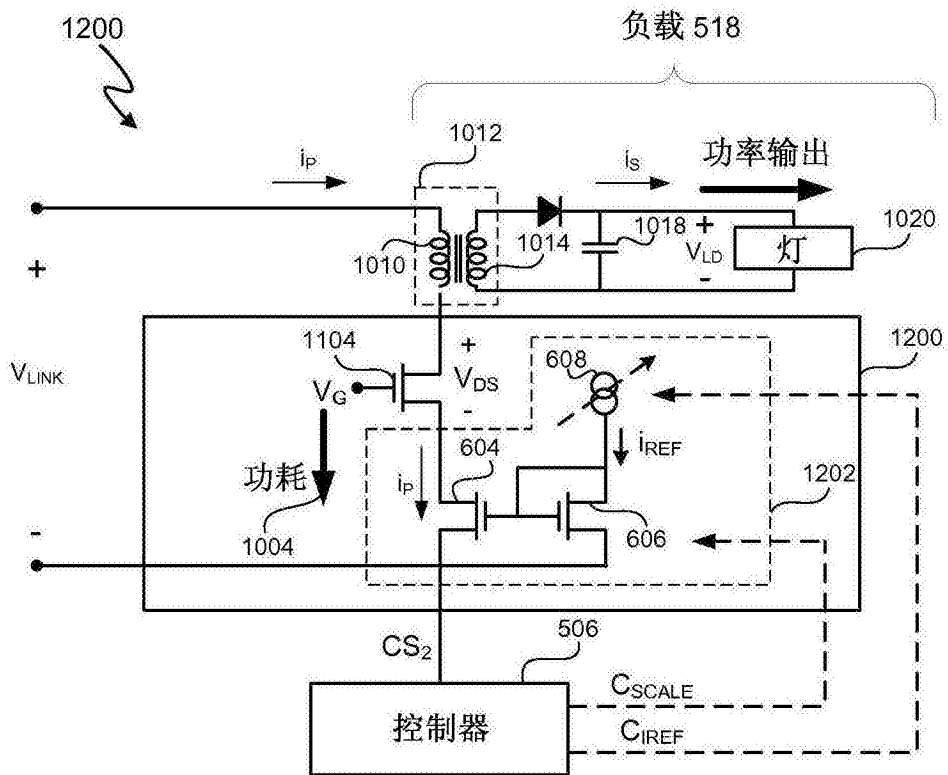 1200
负载 518
1012
iP
iS
功率输出
1010
1014
1018
+
VLD
-
灯
1020
+
VLINK
-
1104
VG
+
VDS
-
608
1200
功耗
1004
iP
604
iREF
606
1202
CS2
506
控制器
CSCALE
CIREF